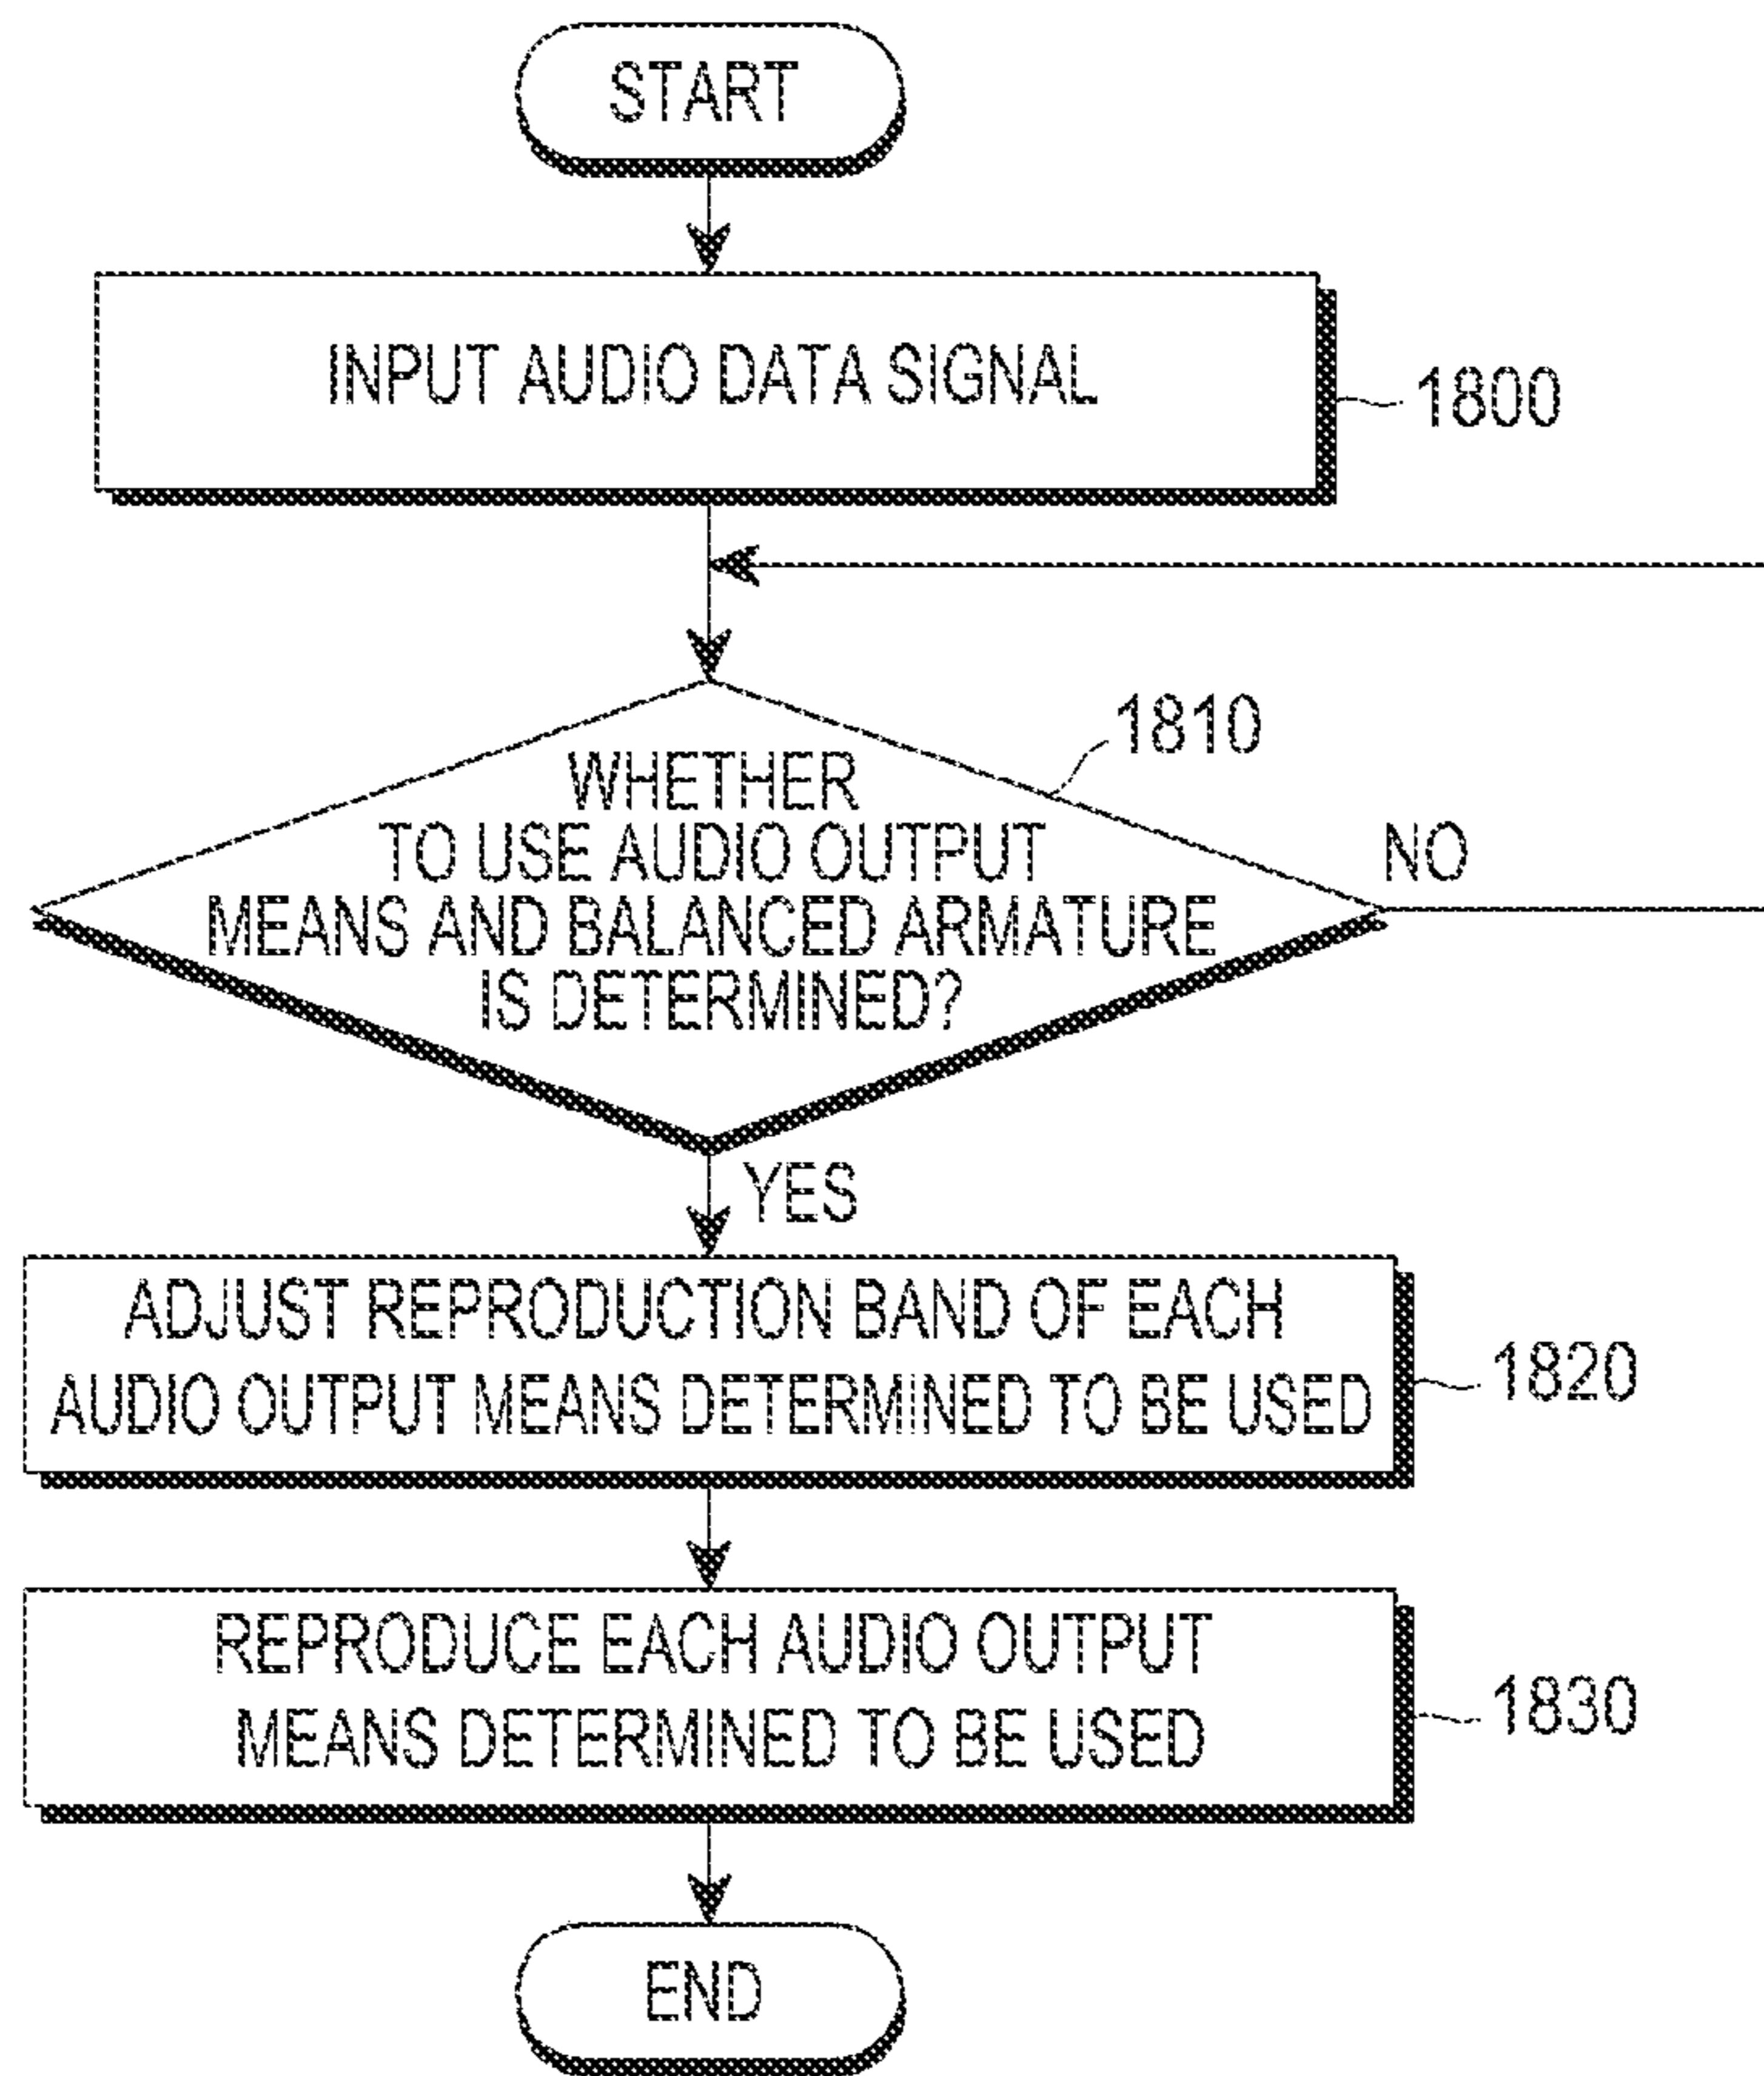 START
INPUT AUDIO DATA SIGNAL
1800
1810
WHETHER
TO USE AUDIO OUTPUT
MEANS AND BALANCED ARMATURE
IS DETERMINED?
NO
YES
ADJUST REPRODUCTION BAND OF EACH
AUDIO OUTPUT MEANS DETERMINED TO BE USED
1820
REPRODUCE EACH AUDIO OUTPUT
MEANS DETERMINED TO BE USED
1830
END